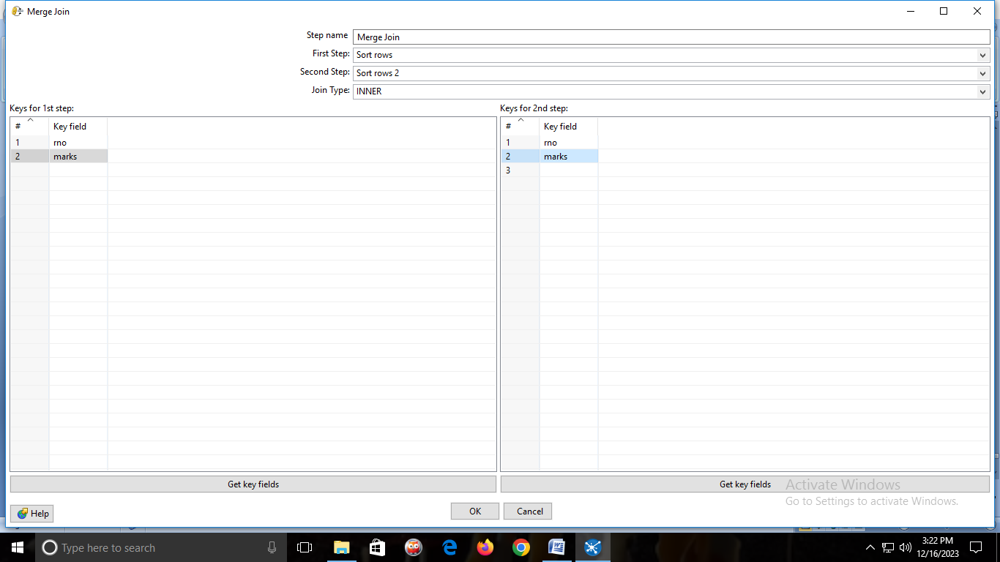 Merge Join
Step name Merge Join
First Step: Sort rows
Second Step: Sort rows 2
Join Type: INNER
Keys for 1st step:
# Key field
1 rno
2 marks
Keys for 2nd step:
# Key field
1 rno
2 marks
3
Get key fields
Get key fields
Activate Windows
Go to Settings to activate Windows.
Help
OK
Cancel
Type here to search
3:22 PM
12/16/2023